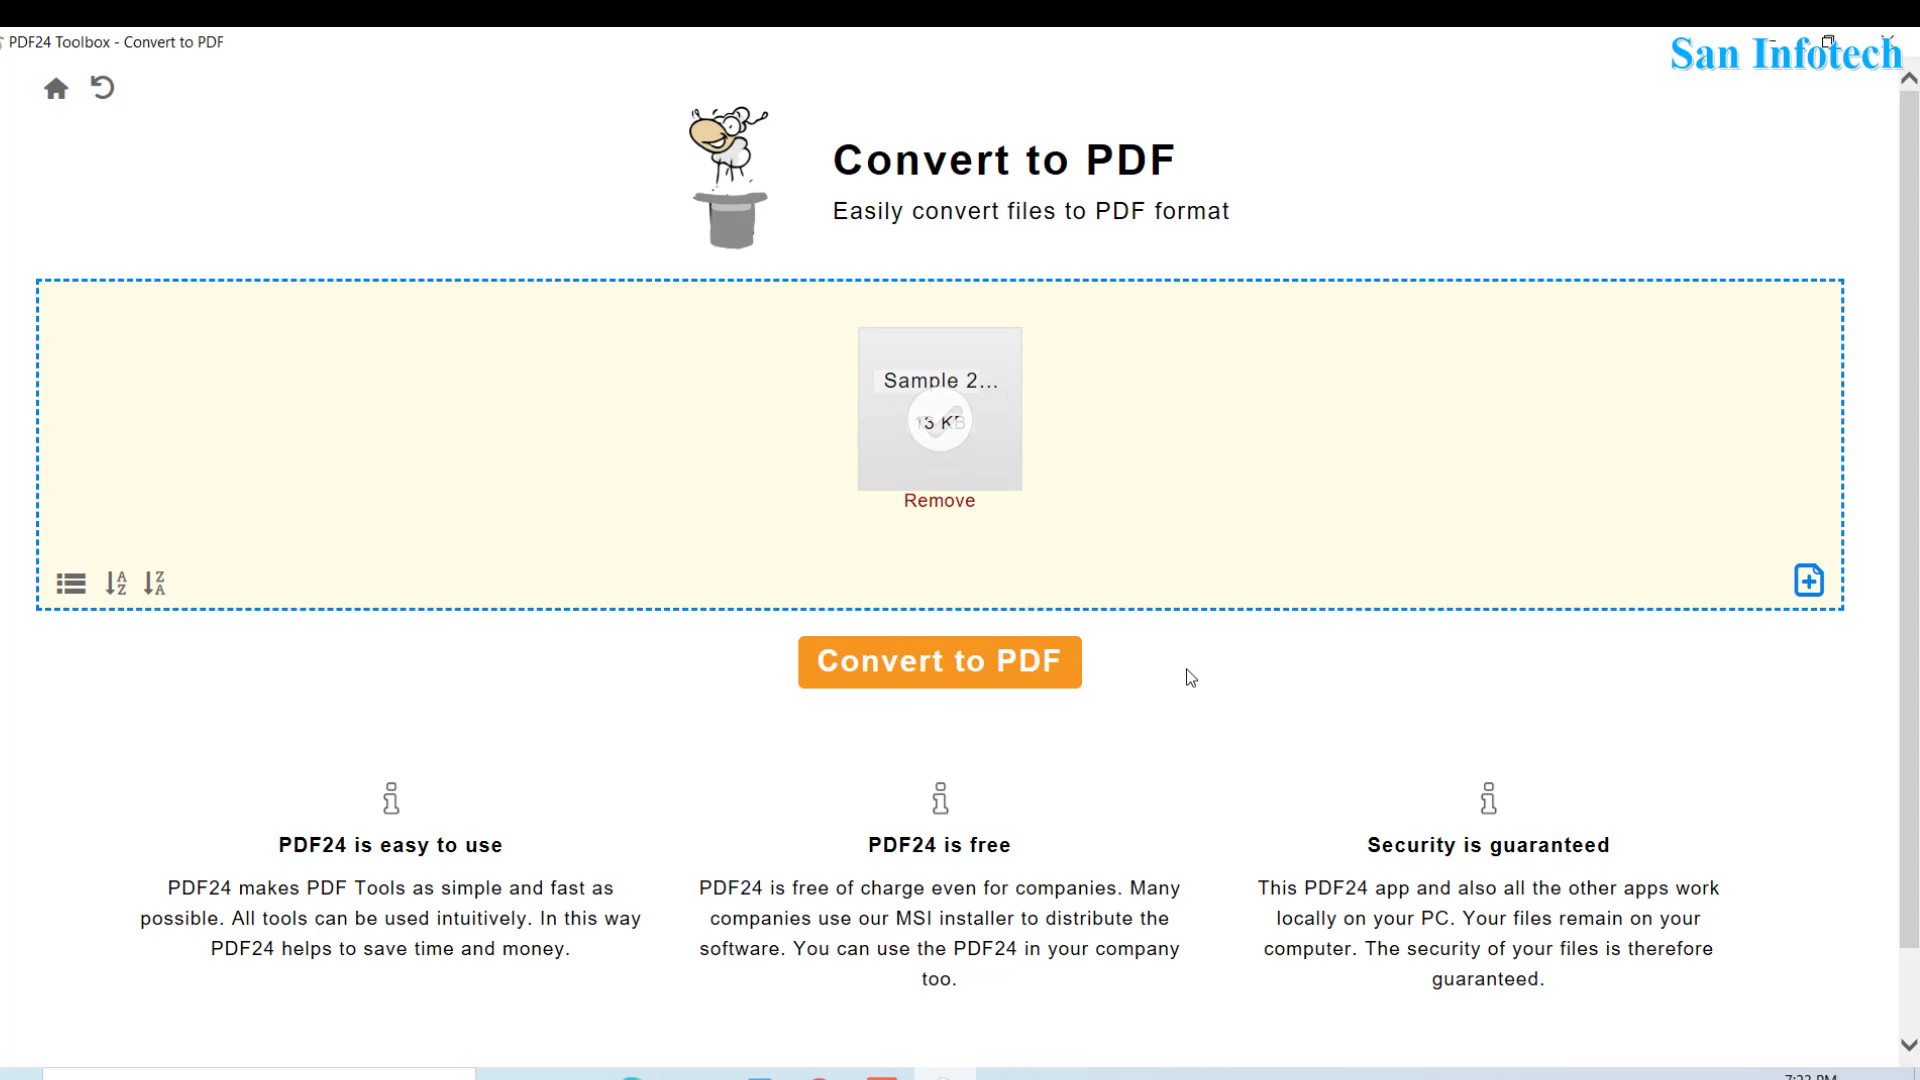 PDF24 Toolbox - Convert to PDF
San Infotech
Convert to PDF
Easily convert files to PDF format
Sample 2...
13 KB
Remove
A
Z
Z
A
Convert to PDF
PDF24 is easy to use
PDF24 makes PDF Tools as simple and fast as
possible. All tools can be used intuitively. In this way
PDF24 helps to save time and money.
PDF24 is free
PDF24 is free of charge even for companies. Many
companies use our MSI installer to distribute the
software. You can use the PDF24 in your company
too.
Security is guaranteed
This PDF24 app and also all the other apps work
locally on your PC. Your files remain on your
computer. The security of your files is therefore
guaranteed.